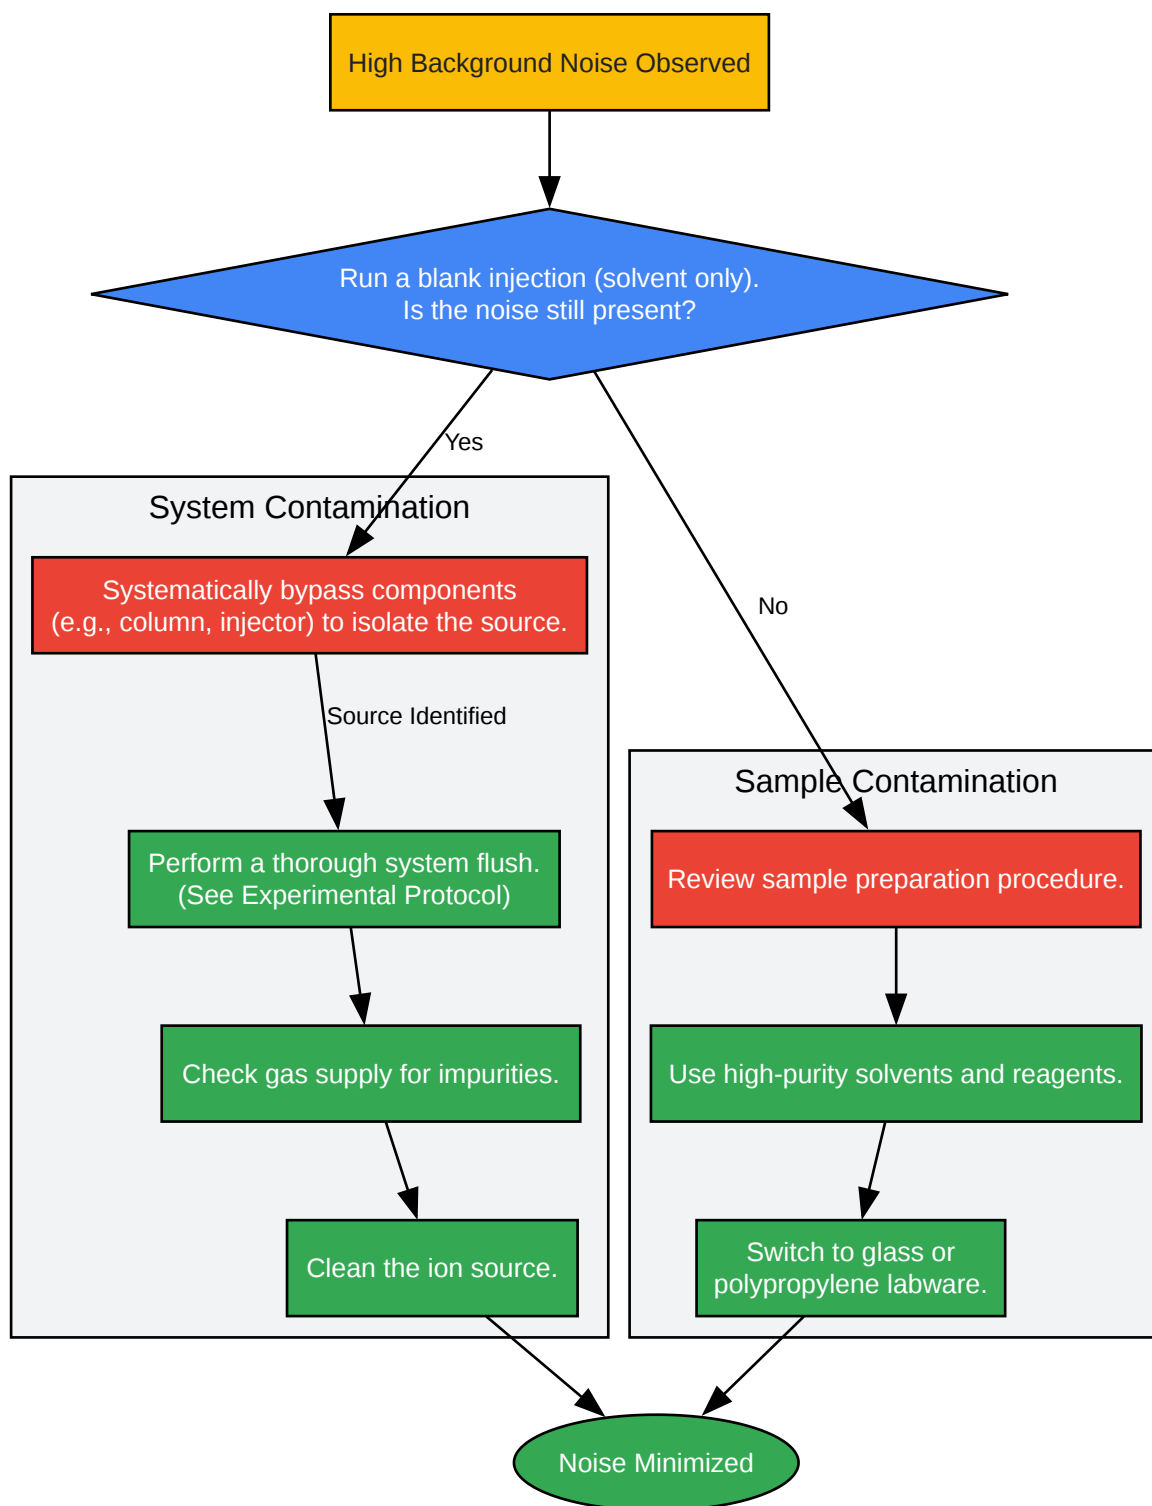 High Background Noise Observed
Run a blank injection (solvent only).
Is the noise still present?
Yes
No
System Contamination
Systematically bypass components
(e.g., column, injector) to isolate the source.
Source Identified
Perform a thorough system flush.
(See Experimental Protocol)
Check gas supply for impurities.
Clean the ion source.
Sample Contamination
Review sample preparation procedure.
Use high-purity solvents and reagents.
Switch to glass or
polypropylene labware.
Noise Minimized